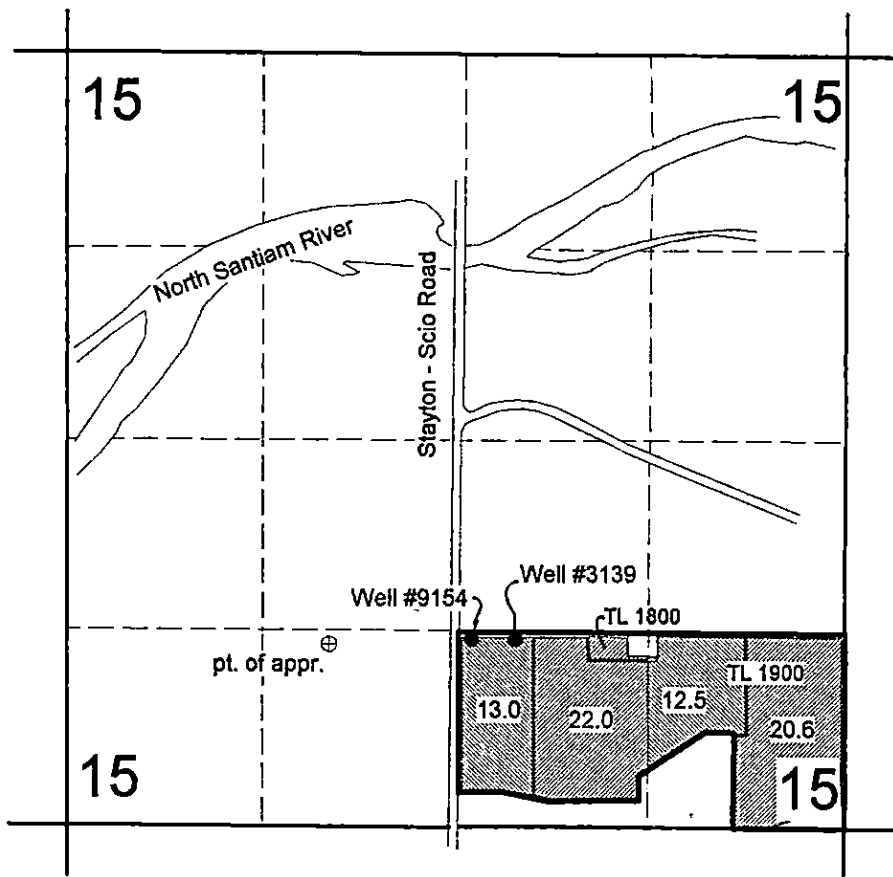 15
15
North Santiam River
Stayton - Scio Road
Well #3139
Well #9154
TL 1800
pt. of appr.
TL 1900
12.5
13.0
22.0
20.6
15
15